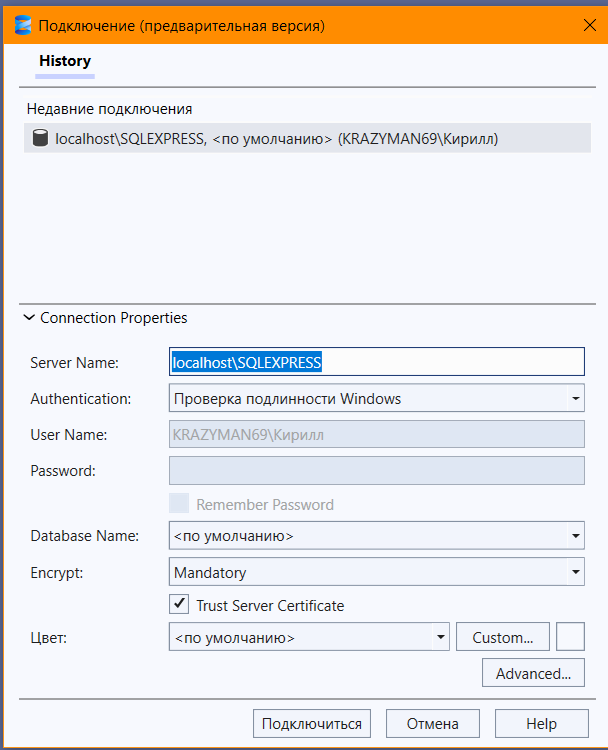 Подключение (предварительная версия)
History
Недавние подключения
localhost\SQLEXPRESS, <по умолчанию> (KRAZYMAN69\Кирилл)
Connection Properties
Server Name: localhost\SQLEXPRESS
Authentication: Проверка подлинности Windows
User Name: KRAZYMAN69\Кирилл
Password:
Remember Password
Database Name: <по умолчанию>
Encrypt: Mandatory
Trust Server Certificate
Цвет: <по умолчанию> Custom...
Advanced...
Подключиться Отмена Help